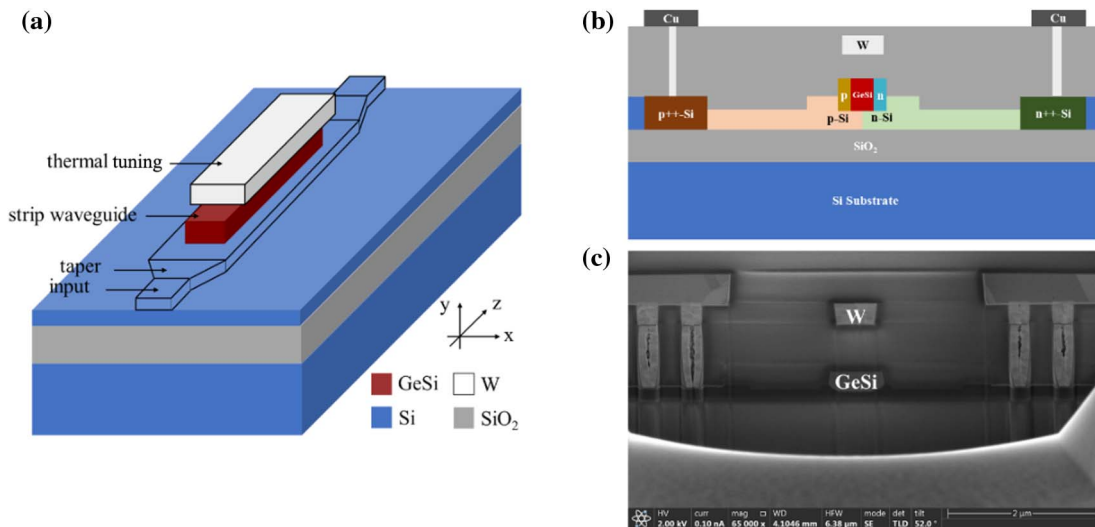 (a)
thermal tuning
strip waveguide
taper
input
y
z
x
GeSi
W
Si
SiO₂
(b)
Cu
Cu
W
p
GeSi
n
p++-Si
p-Si
n-Si
n++-Si
SiO₂
Si Substrate
(c)
W
GeSi
HV curr mag □ WD HFW mode det tilt
2.00 kV 0.10 nA 65 000 x 4.1046 mm 6.38 μm SE TLD 52.0 °
2 μm